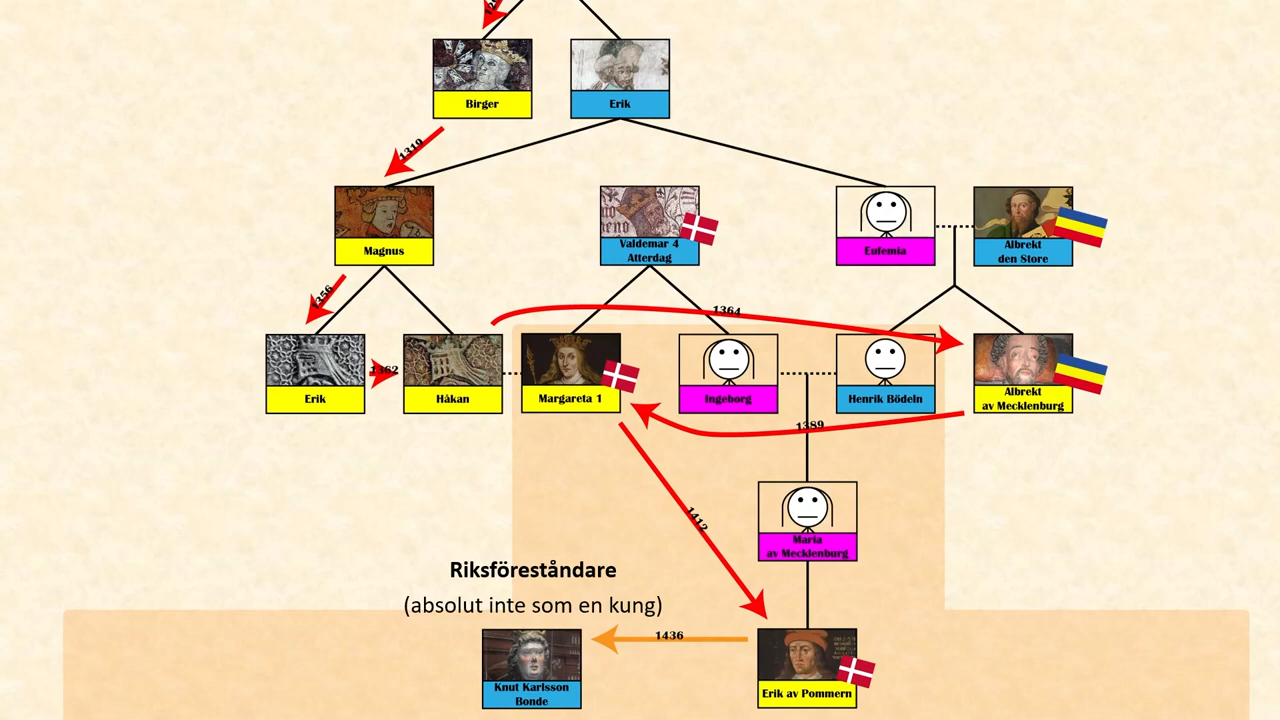 Birger
Erik
1319
Magnus
Valdemar 4
Atterdag
Eufemia
Albrekt
den Store
1356
1364
1362
Erik
Håkan
Margareta 1
Ingeborg
Henrik Bödeln
Albrekt
av Mecklenburg
1389
1412
Maria
av Mecklenburg
Riksföreståndare
(absolut inte som en kung)
1436
Knut Karlsson
Bonde
Erik av Pommern